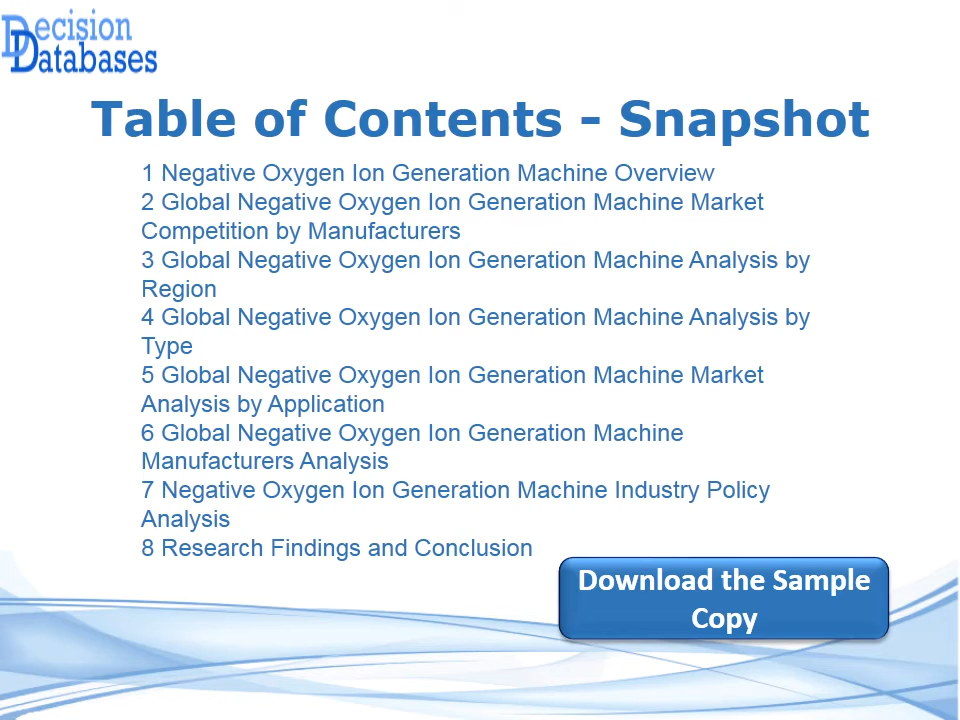 Decision
Databases
Table of Contents - Snapshot
1 Negative Oxygen Ion Generation Machine Overview
2 Global Negative Oxygen Ion Generation Machine Market
Competition by Manufacturers
3 Global Negative Oxygen Ion Generation Machine Analysis by
Region
4 Global Negative Oxygen Ion Generation Machine Analysis by
Type
5 Global Negative Oxygen Ion Generation Machine Market
Analysis by Application
6 Global Negative Oxygen Ion Generation Machine
Manufacturers Analysis
7 Negative Oxygen Ion Generation Machine Industry Policy
Analysis
8 Research Findings and Conclusion
Download the Sample
Copy